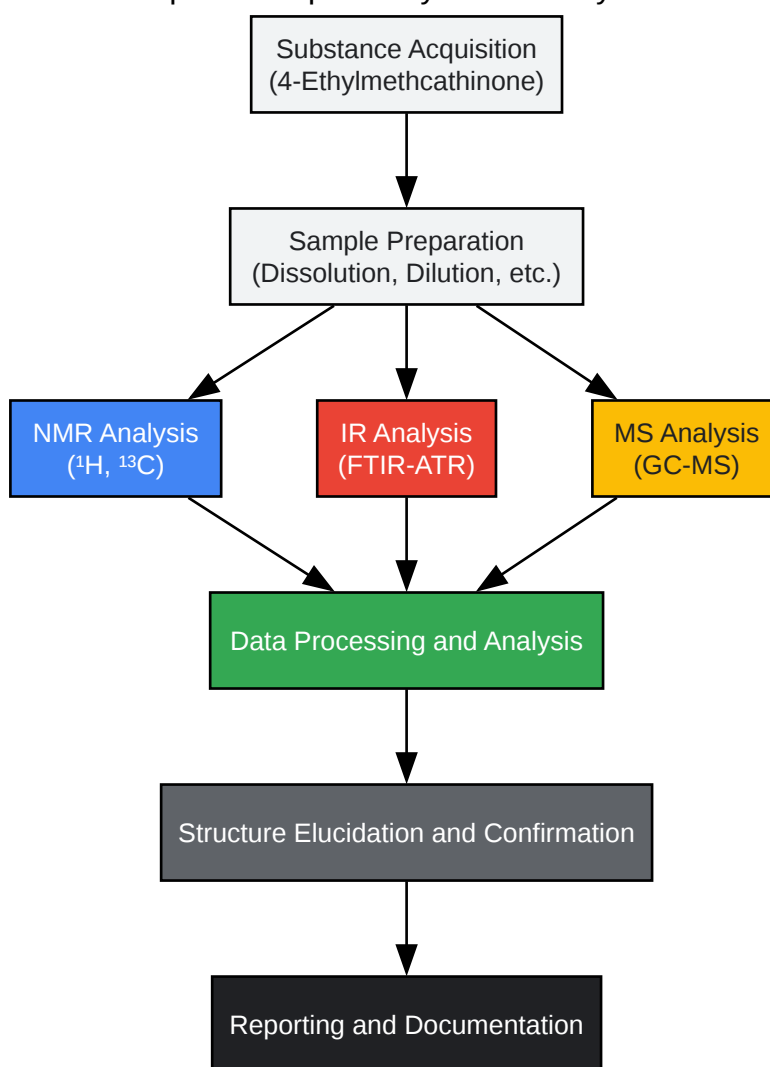 Substance Acquisition
(4-Ethylmethcathinone)
Sample Preparation
(Dissolution, Dilution, etc.)
NMR Analysis
(¹H, ¹³C)
IR Analysis
(FTIR-ATR)
MS Analysis
(GC-MS)
Data Processing and Analysis
Structure Elucidation and Confirmation
Reporting and Documentation